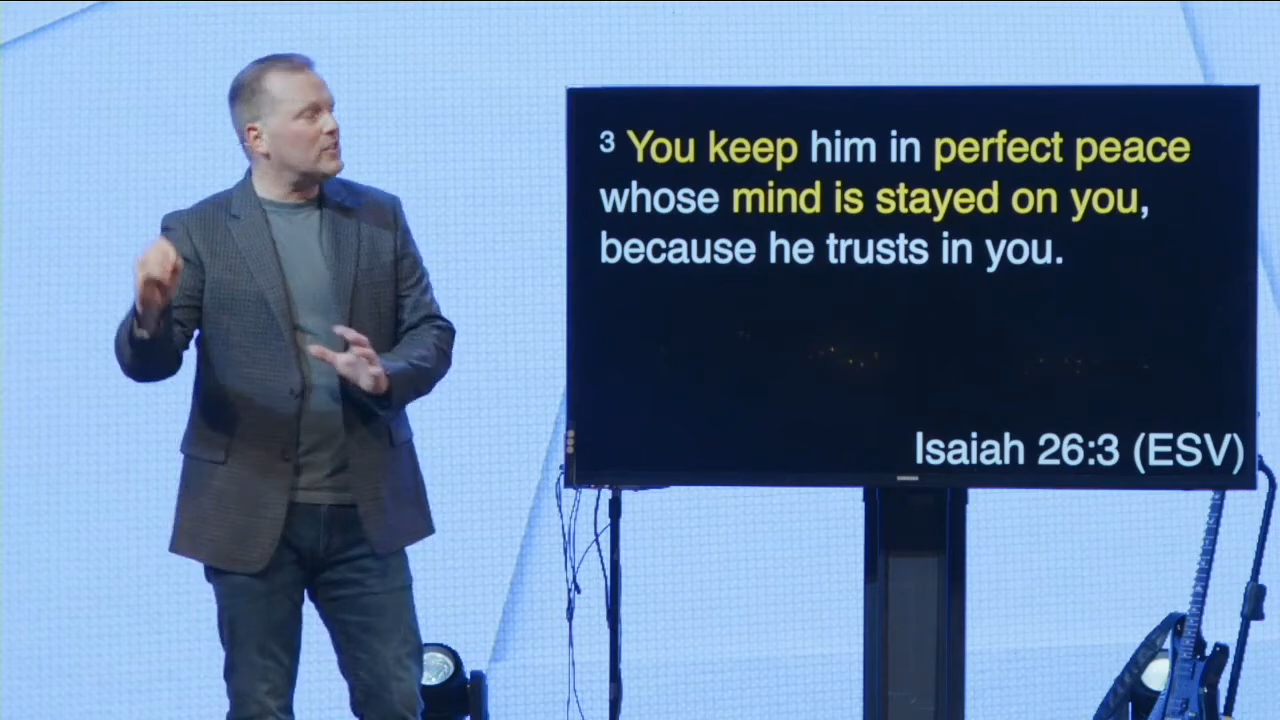 ³ You keep him in perfect peace
whose mind is stayed on you,
because he trusts in you.
Isaiah 26:3 (ESV)